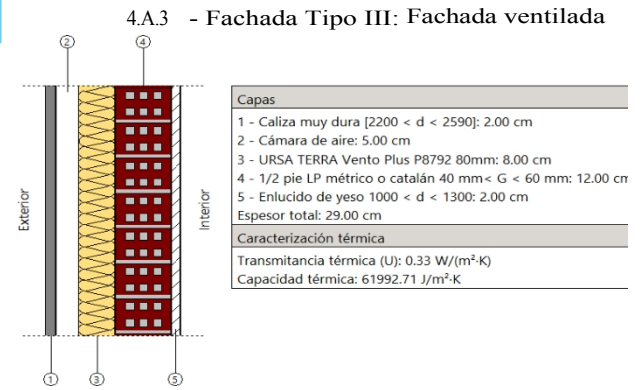 4.A.3 - Fachada Tipo III: Fachada ventilada
2 4
Capas
1 - Caliza muy dura [2200 < d < 2590]: 2.00 cm
2 - Cámara de aire: 5.00 cm
3 - URSA TERRA Vento Plus P8792 80mm: 8.00 cm
4 - 1/2 pie LP métrico o catalán 40 mm< G < 60 mm: 12.00 cm
5 - Enlucido de yeso 1000 < d < 1300: 2.00 cm
Espesor total: 29.00 cm
Caracterización térmica
Transmitancia térmica (U): 0.33 W/(m²·K)
Capacidad térmica: 61992.71 J/m²·K
Exterior
Interior
1 3 5